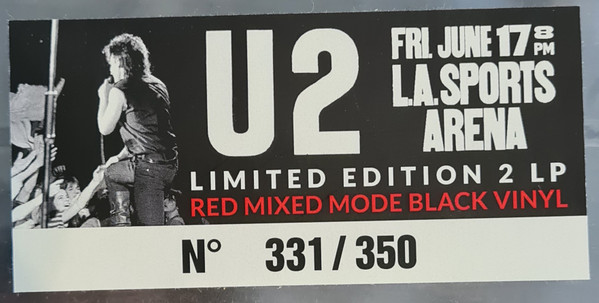 U2
FRI. JUNE 17 8 PM
L.A. SPORTS
ARENA
LIMITED EDITION 2 LP
RED MIXED MODE BLACK VINYL
N° 331 / 350